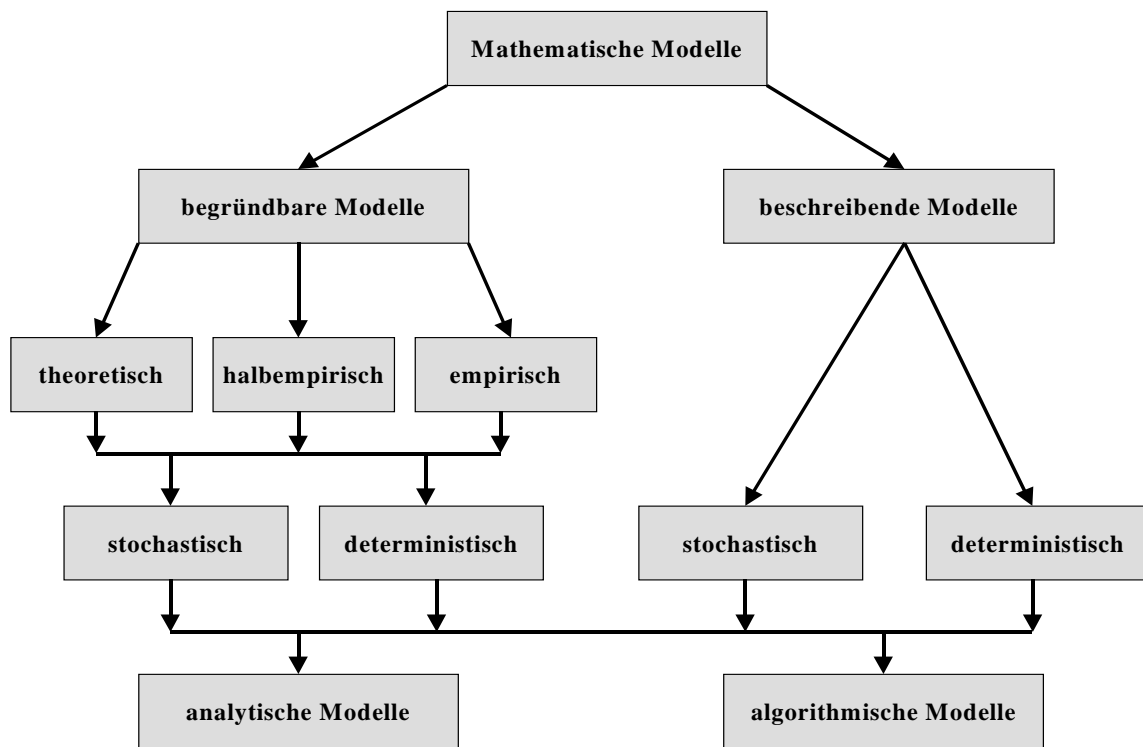 Mathematische Modelle
begründbare Modelle
beschreibende Modelle
theoretisch
halbempirisch
empirisch
stochastisch
deterministisch
stochastisch
deterministisch
analytische Modelle
algorithmische Modelle